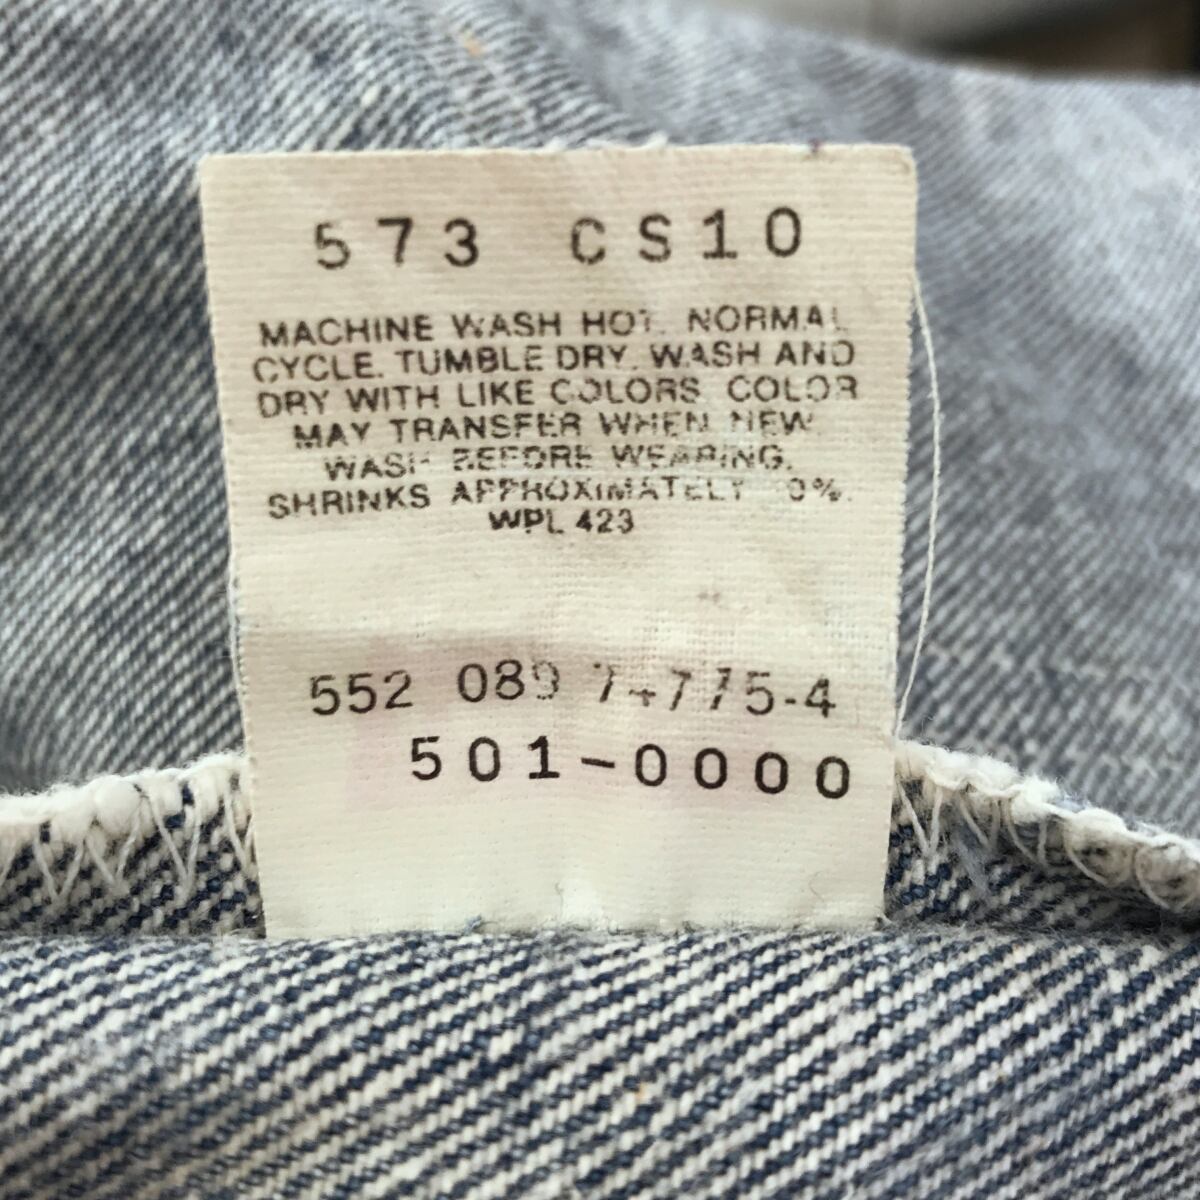 573 CS10
MACHINE WASH HOT. NORMAL
CYCLE. TUMBLE DRY. WASH AND
DRY WITH LIKE COLORS. COLOR
MAY TRANSFER WHEN NEW.
WASH BEFORE WEARING.
SHRINKS APPROXIMATELY
WPL 423
552 089
501-0000